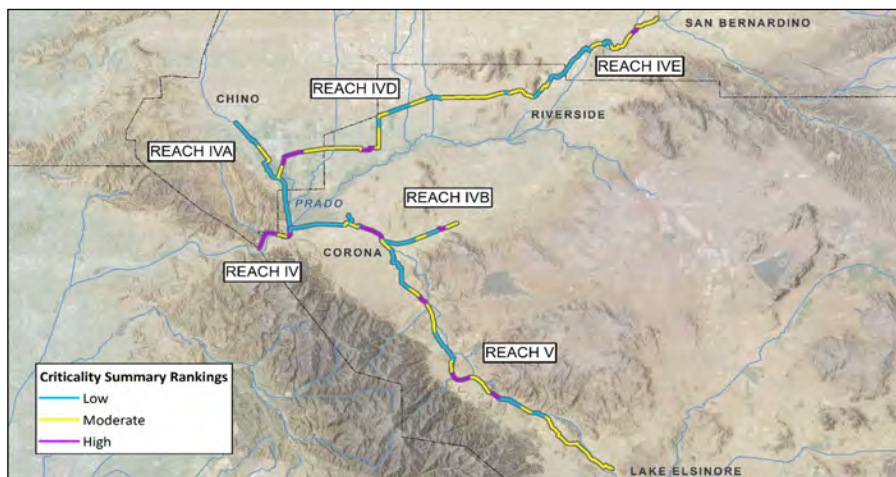 SAN BERNARDINO
REACH IVE
CHINO
REACH IVD
RIVERSIDE
REACH IVA
REACH IVB
PRADO
CORONA
REACH IV
REACH V
Criticality Summary Rankings
Low
Moderate
High
LAKE ELSINORE